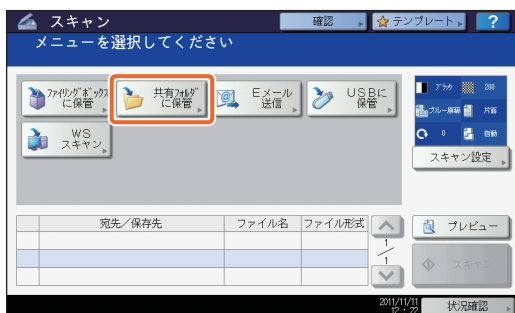 スキャン
確認
テンプレート
?
メニューを選択してください
ファイリングボックス
に保管
共有フォルダ
に保管
Eメール
送信
USBに
保管
WS
スキャン
ブラック
200
片面
0
自動
スキャン設定
宛先/保存先
ファイル名
ファイル形式
1
1
プレビュー
スキャン
2011/11/11
12:22
状況確認